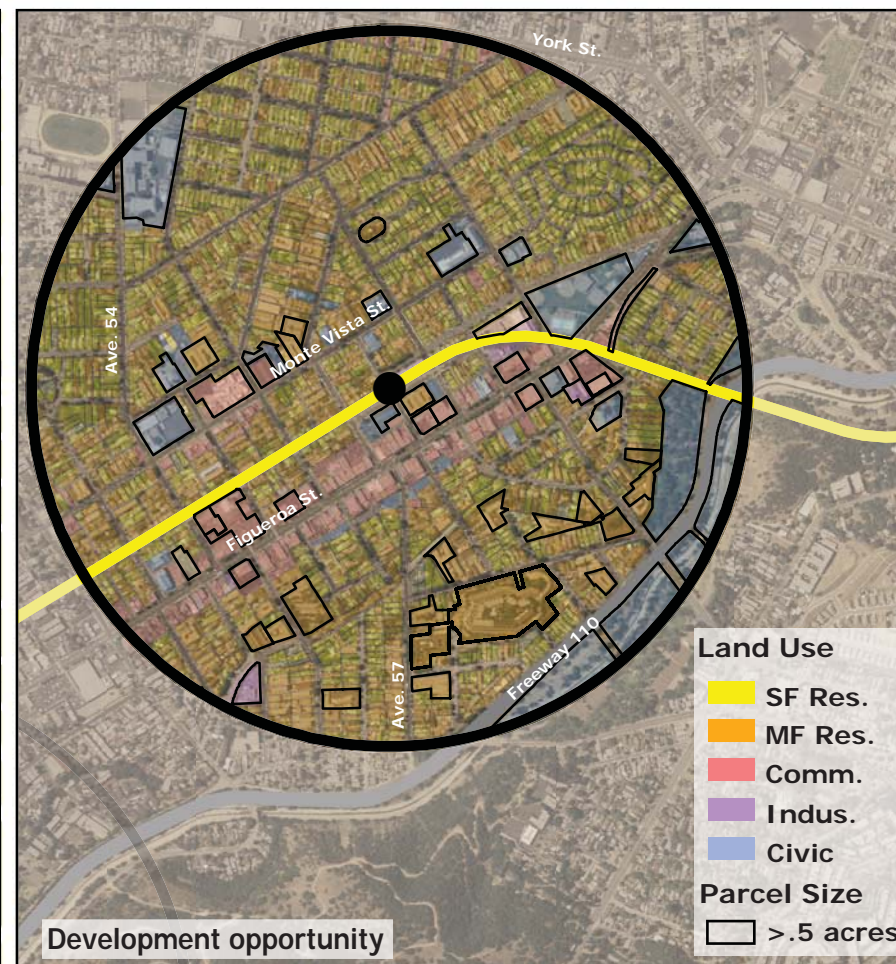 York St.
Ave. 54
Monte Vista St.
Figueroa St.
Ave. 57
Freeway 110
Land Use
SF Res.
MF Res.
Comm.
Indus.
Civic
Parcel Size
>.5 acres
Development opportunity